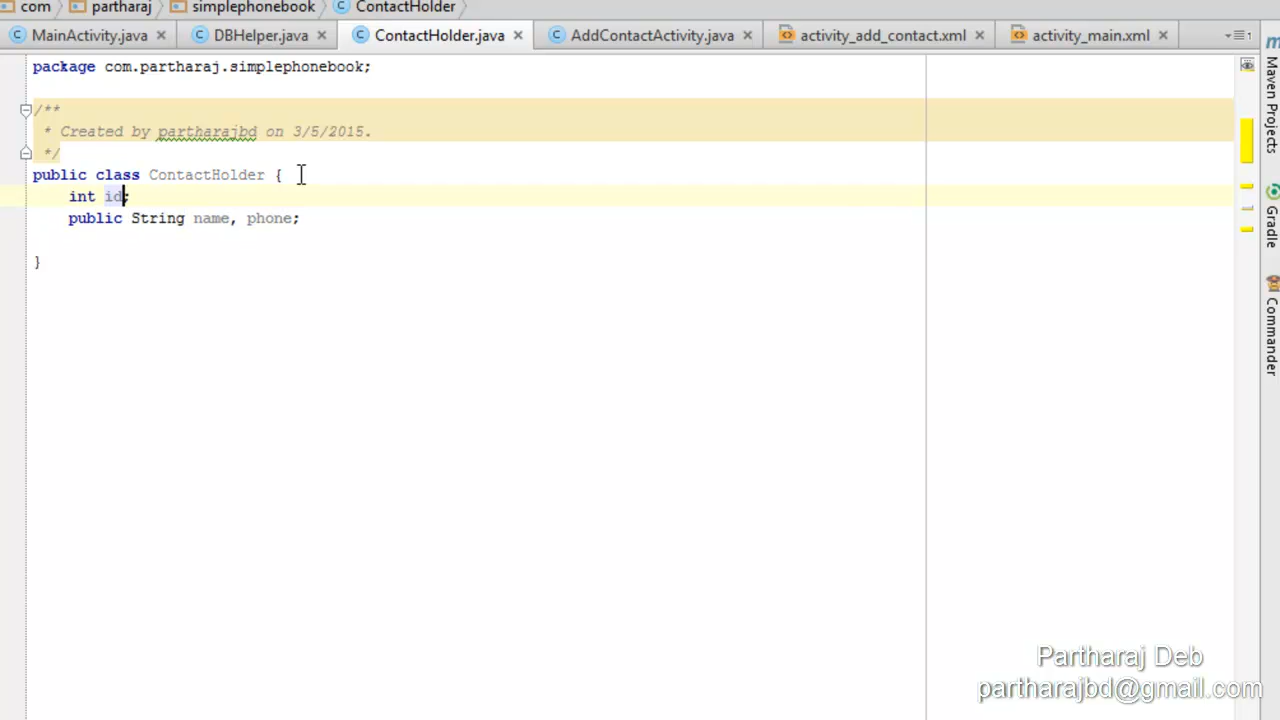 com partharaj simplephonebook ContactHolder
MainActivity.java DBHelper.java ContactHolder.java AddContactActivity.java activity_add_contact.xml activity_main.xml
package com.partharaj.simplephonebook;
/**
* Created by partharajbd on 3/5/2015.
*/
public class ContactHolder {
int id;
public String name, phone;
}
Maven Projects
Gradle
Commander
Partharaj Deb
partharajbd@gmail.com